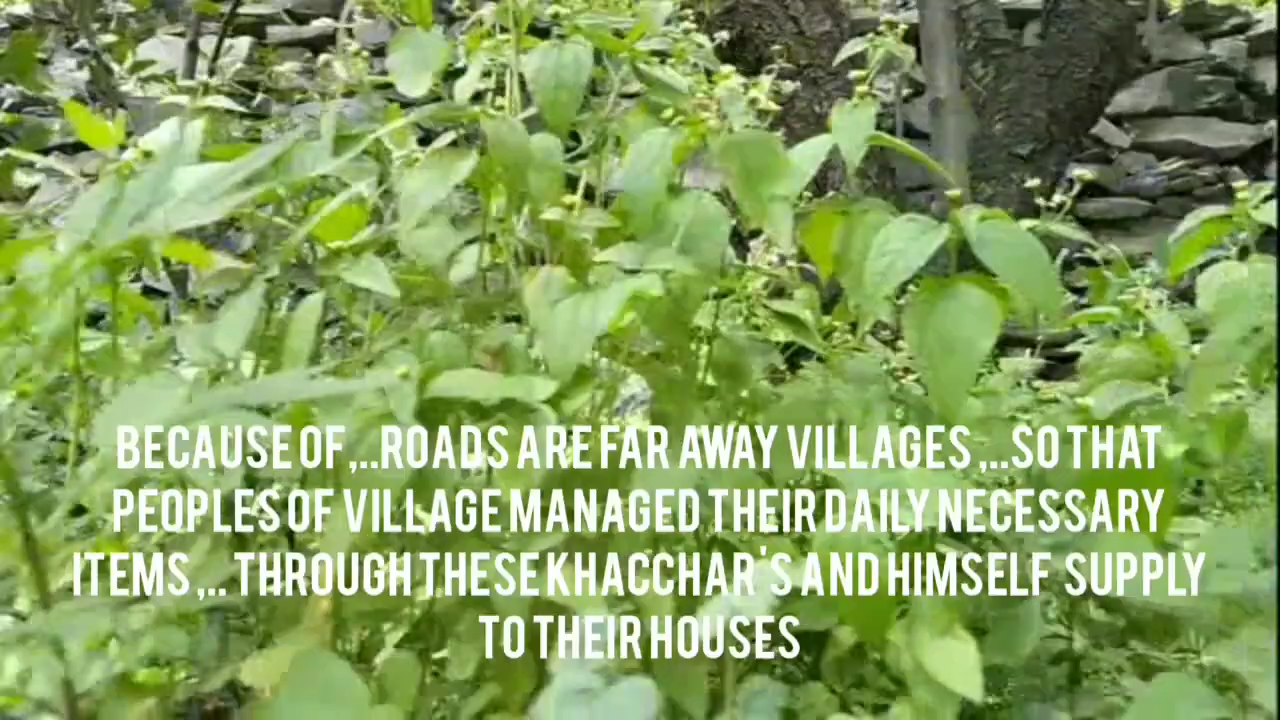 BECAUSE OF ,...ROADS ARE FAR AWAY VILLAGES ,...SO THAT
PEOPLE'S OF VILLAGE MANAGED THEIR DAILY NECESSARY
ITEMS ,... THROUGH THESE KHACCHAR'S AND HIMSELF SUPPLY
TO THEIR HOUSES